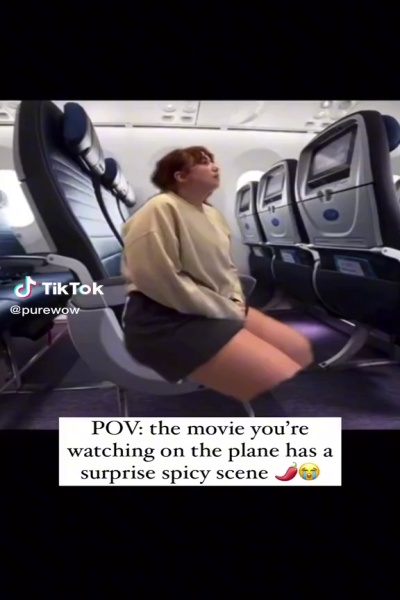 TikTok
@purewow
POV: the movie you’re
watching on the plane has a
surprise spicy scene 🌶️😭